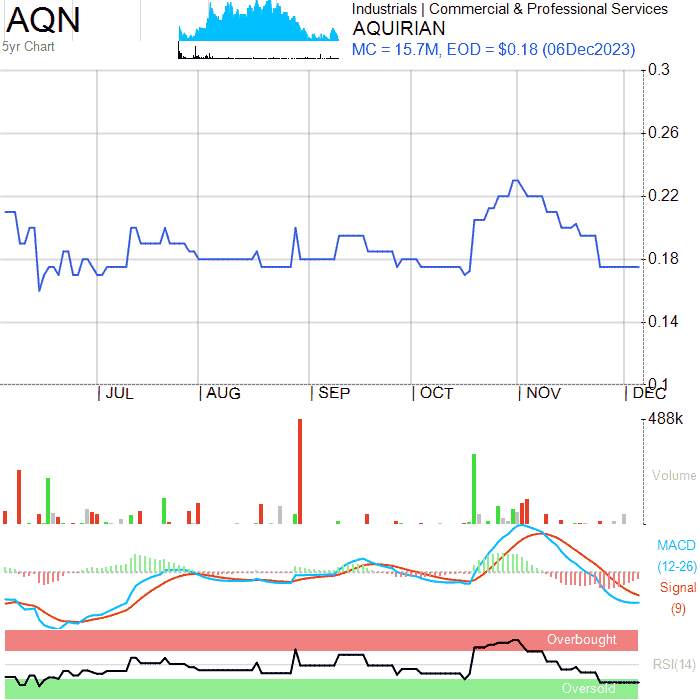 AQN
5yr Chart
Industrials | Commercial & Professional Services
AQUIRIAN
MC = 15.7M, EOD = $0.18 (06Dec2023)
0.3
0.26
0.22
0.18
0.14
0.1
| JUL
| AUG
| SEP
| OCT
| NOV
| DEC
488k
Volume
MACD
(12-26)
Signal
(9)
Overbought
RSI(14)
Oversold